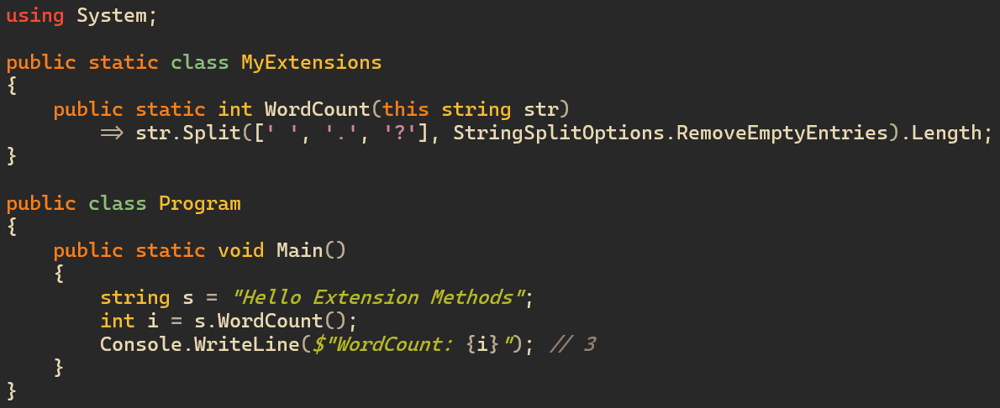 using System;

public static class MyExtensions
{
    public static int WordCount(this string str)
        => str.Split([' ', '.', '?'], StringSplitOptions.RemoveEmptyEntries).Length;
}

public class Program
{
    public static void Main()
    {
        string s = "Hello Extension Methods";
        int i = s.WordCount();
        Console.WriteLine($"WordCount: {i}"); // 3
    }
}